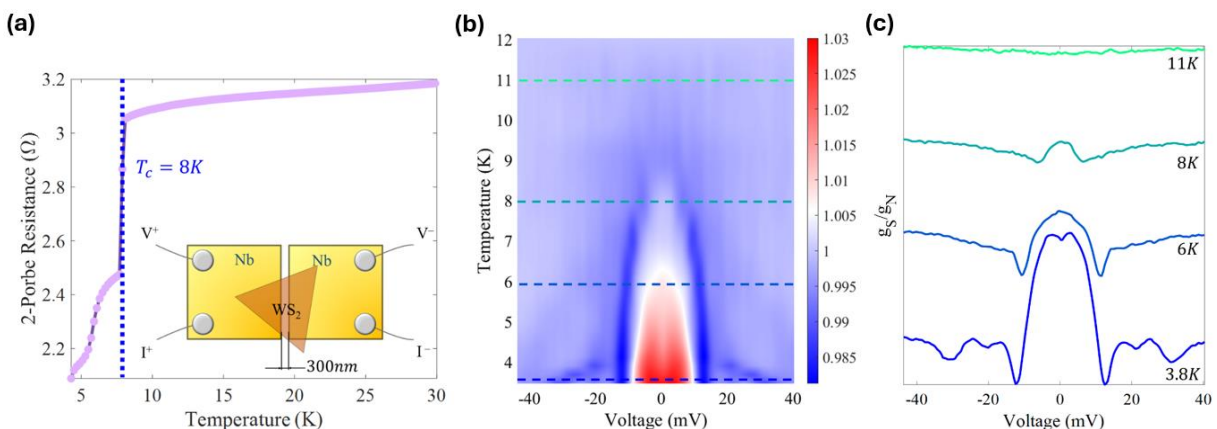 (a)
2-Porbe Resistance (Ω)
3.2
3
2.8
2.6
2.4
2.2
T_c = 8K
V⁺
V⁻
Nb
Nb
WS₂
I⁺
I⁻
300nm
5
10
15
20
25
30
Temperature (K)
(b)
Temperature (K)
12
11
10
9
8
7
6
5
4
-40
-20
0
20
40
Voltage (mV)
1.03
1.025
1.02
1.015
1.01
1.005
1
0.995
0.99
0.985
(c)
g_S/g_N
11K
8K
6K
3.8K
-40
-20
0
20
40
Voltage (mV)